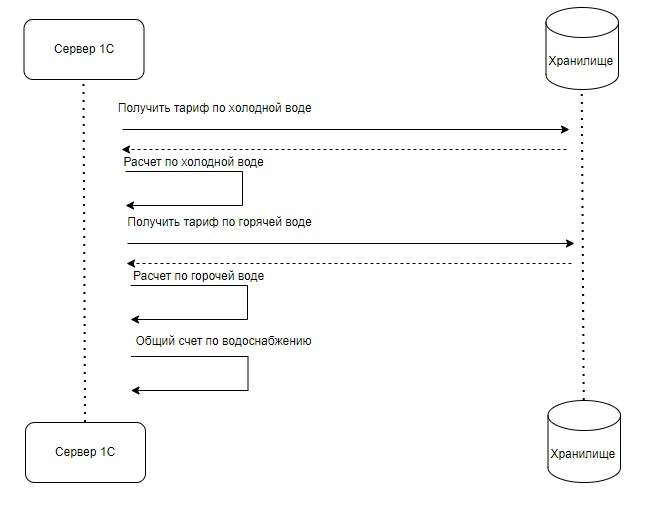 Сервер 1С
Хранилище
Получить тариф по холодной воде
Расчет по холодной воде
Получить тариф по горячей воде
Расчет по горочей воде
Общий счет по водоснабжению
Сервер 1С
Хранилище